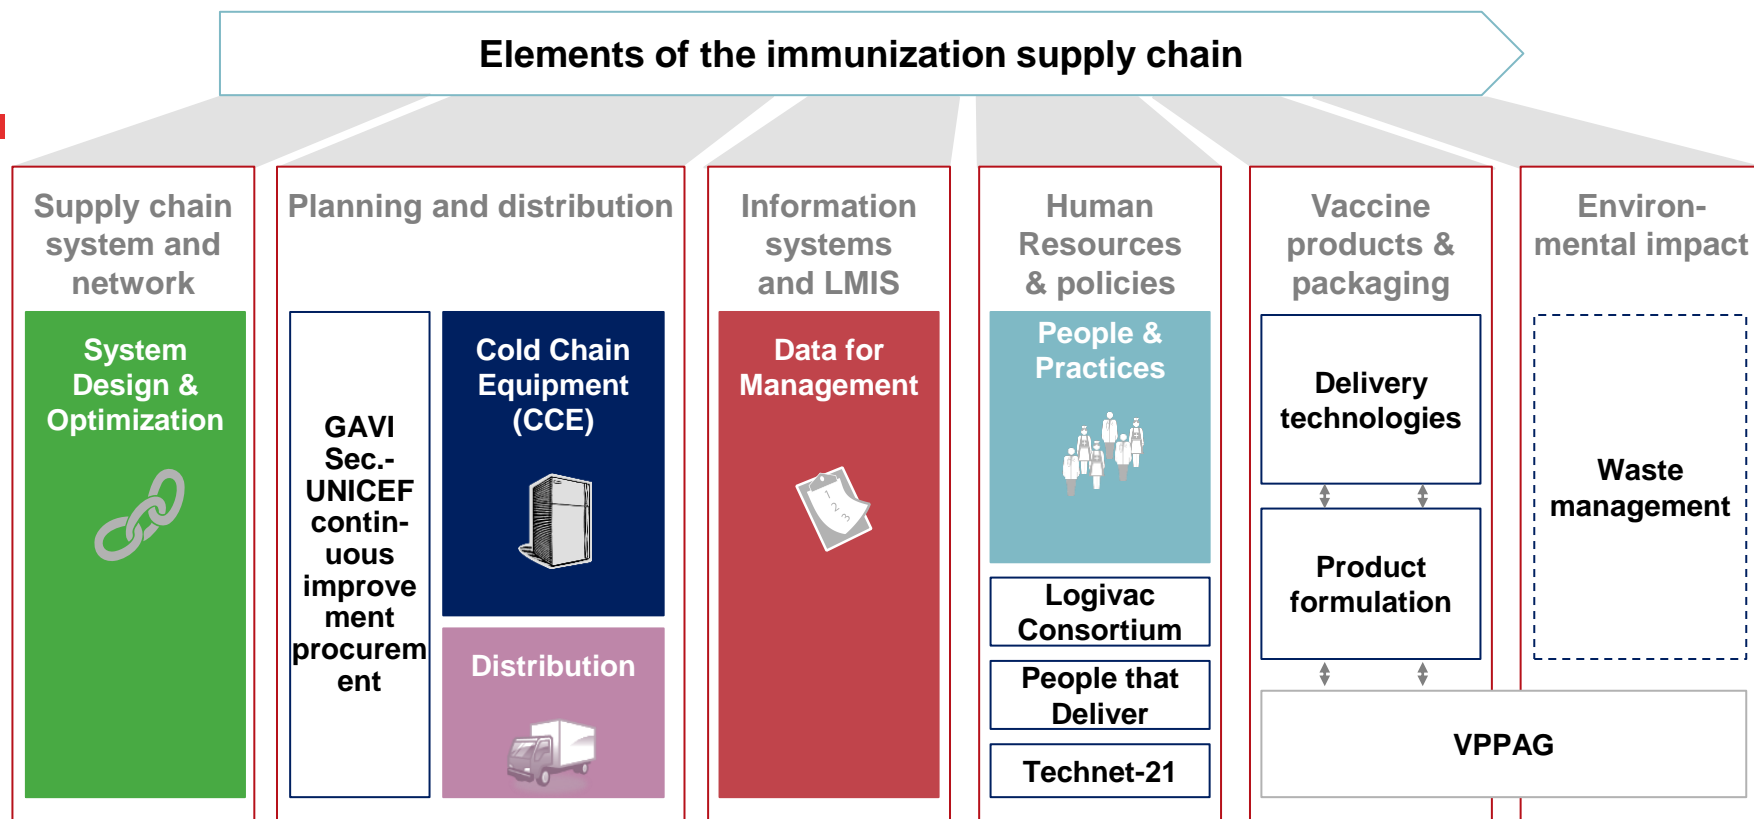 Elements of the immunization supply chain
Supply chain
system and
network
System
Design &
Optimization
Planning and distribution
GAVI
Sec.-
UNICEF
contin-
uous
improve
ment
procurem
ent
Cold Chain
Equipment
(CCE)
Distribution
Information
systems
and LMIS
Data for
Management
1
2
3
Human
Resources
& policies
People &
Practices
Logivac
Consortium
People that
Deliver
Technet-21
Vaccine
products &
packaging
Delivery
technologies
Product
formulation
Environ-
mental impact
Waste
management
VPPAG